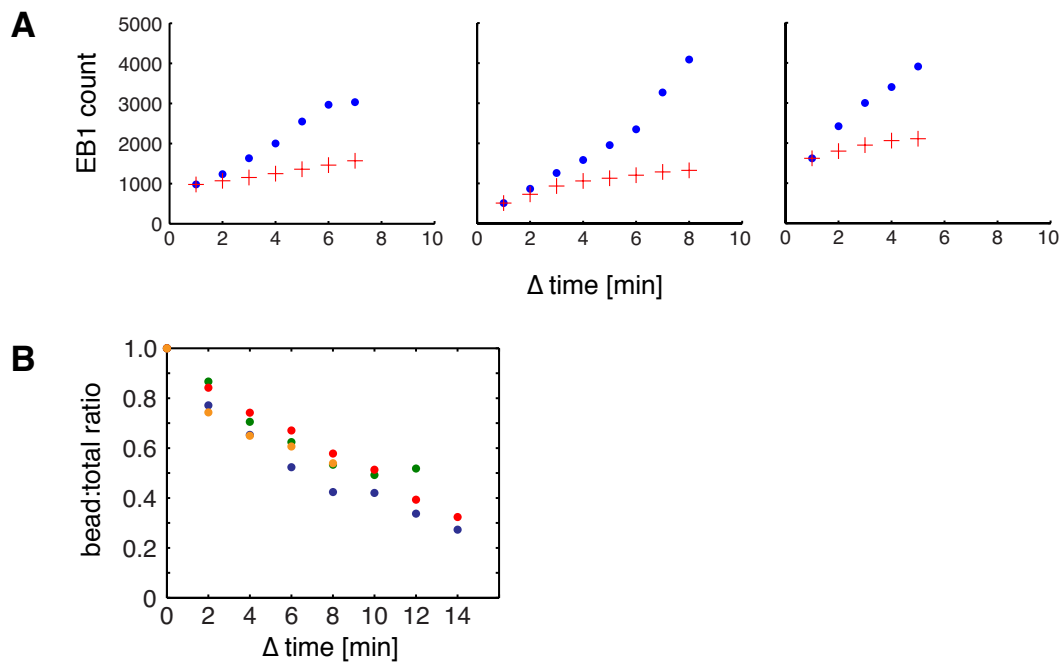 A
EB1 count
5000
4000
3000
2000
1000
0
0 2 4 6 8 10
0 2 4 6 8 10
0 2 4 6 8 10
Δ time [min]
B
bead:total ratio
1.0
0.8
0.6
0.4
0.2
0
0 2 4 6 8 10 12 14
Δ time [min]